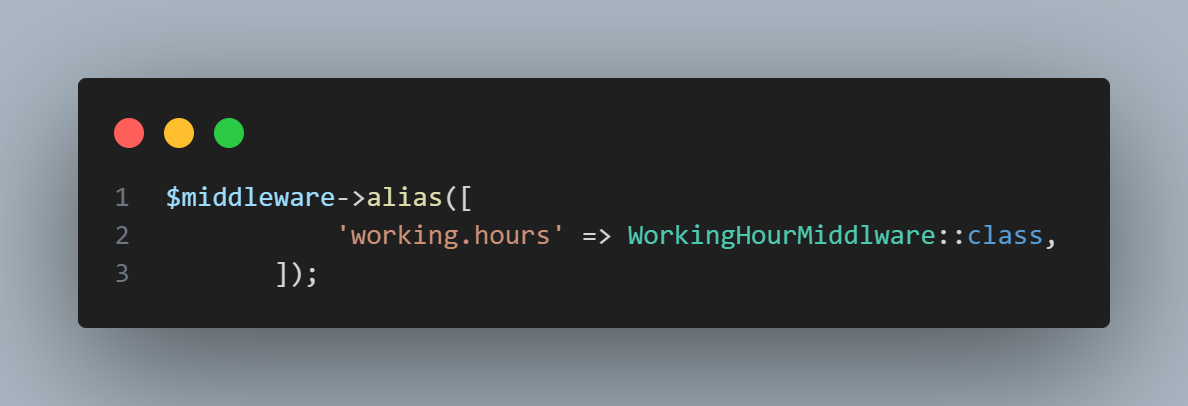 1 $middleware->alias([
2 'working.hours' => WorkingHourMiddlware::class,
3 ]);